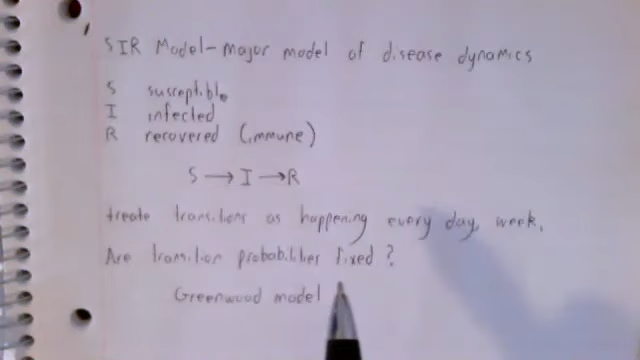 SIR Model - major model of disease dynamics
S susceptible
I infected
R recovered (immune)
S → I → R
treate transitions as happening every day, week.
Are transition probabilities fixed?
Greenwood model